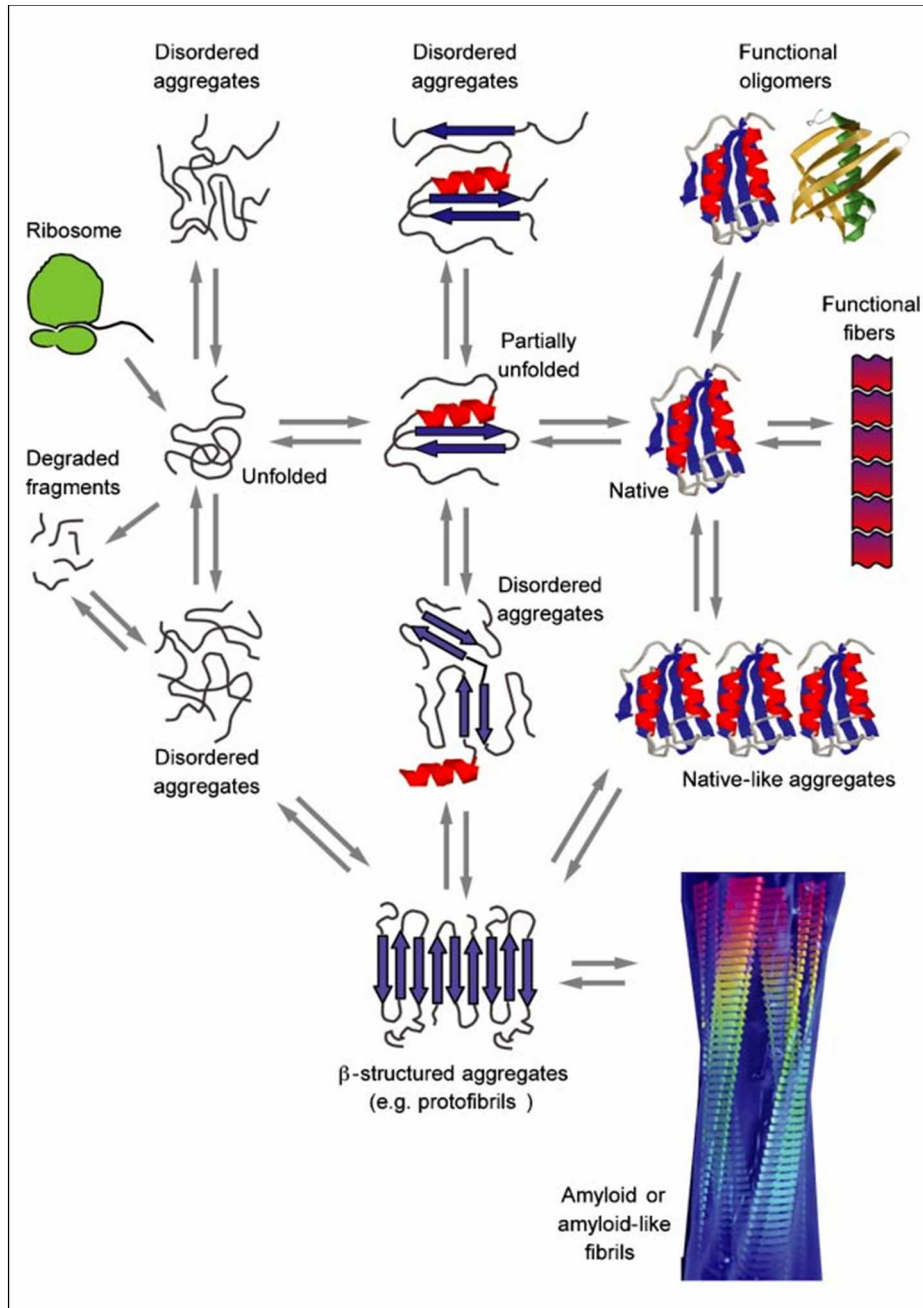 Disordered
aggregates
Disordered
aggregates
Functional
oligomers
Ribosome
Functional
fibers
Partially
unfolded
Degraded
fragments
Unfolded
Native
Disordered
aggregates
Disordered
aggregates
Native-like aggregates
β-structured aggregates
(e.g. protofibrils )
Amyloid or
amyloid-like
fibrils